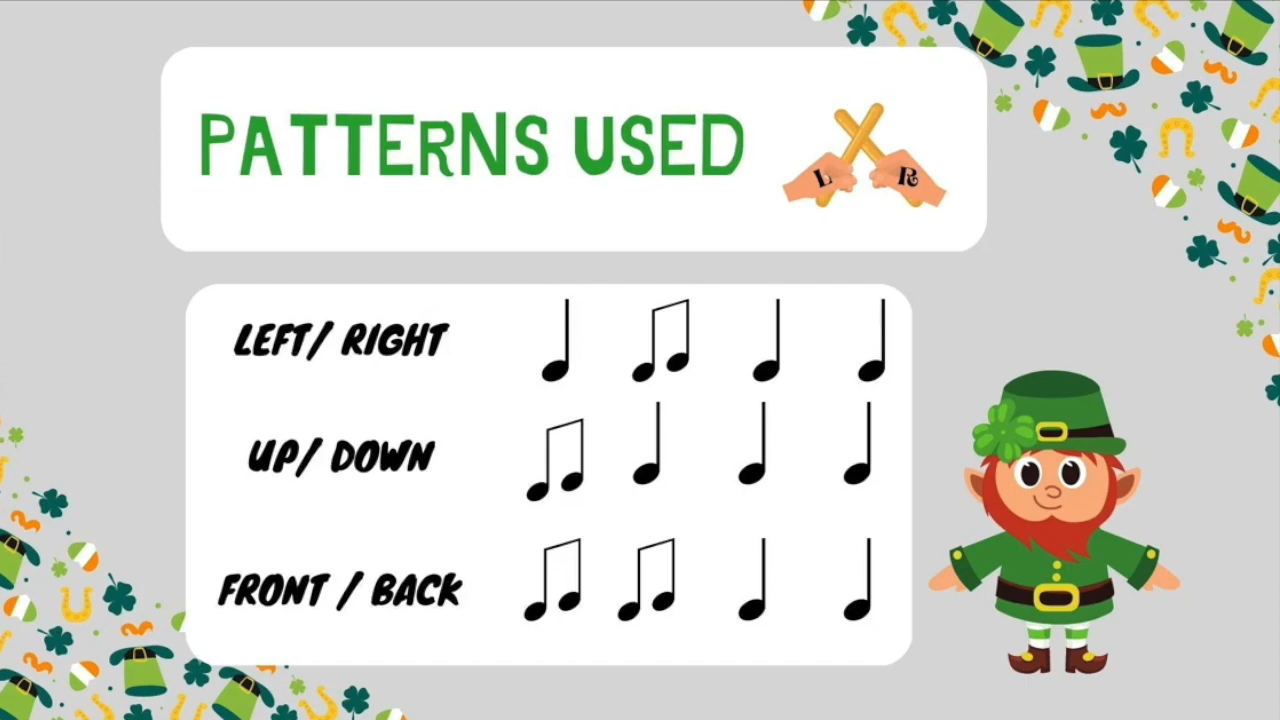 PATTERNS USED
L R
LEFT/ RIGHT
UP/ DOWN
FRONT / BACK